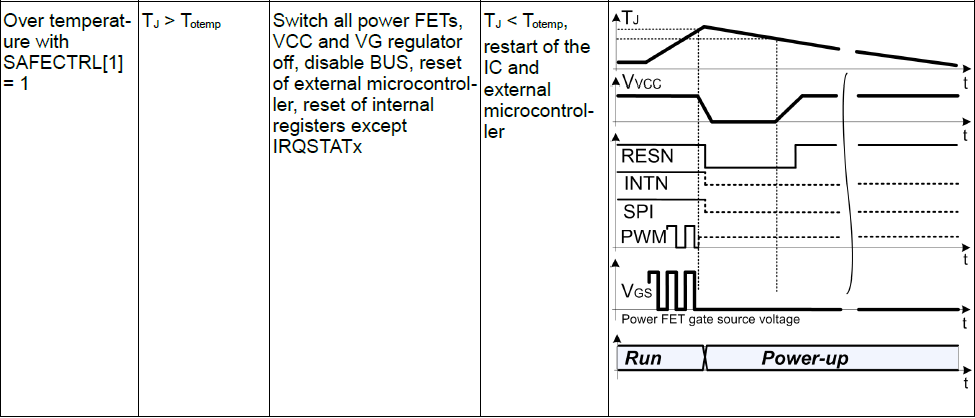 Over temperat-
ure with
SAFECTRL[1]
= 1
TJ > Totemp
Switch all power FETs,
VCC and VG regulator
off, disable BUS, reset
of external microcontrol-
ler, reset of internal
registers except
IRQSTATx
TJ < Totemp,
restart of the
IC and
external
microcontrol-
ler
TJ
t
VVCC
t
RESN
INTN
SPI
PWM
t
VGS
Power FET gate source voltage
t
Run Power-up
t